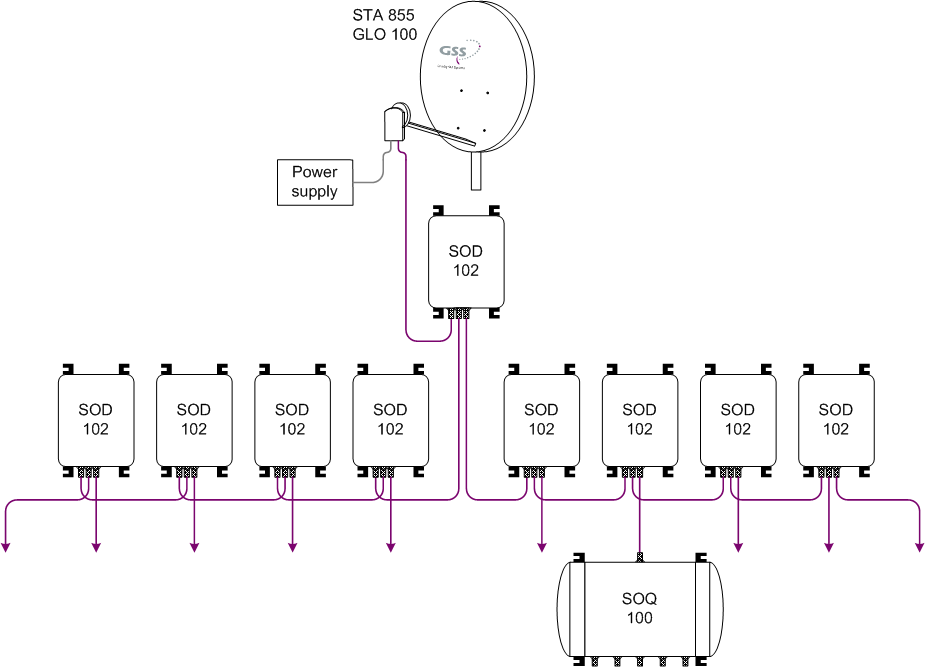 STA 855
GLO 100
GSS
Power
supply
SOD
102
SOD
102
SOD
102
SOD
102
SOD
102
SOD
102
SOD
102
SOD
102
SOD
102
SOQ
100